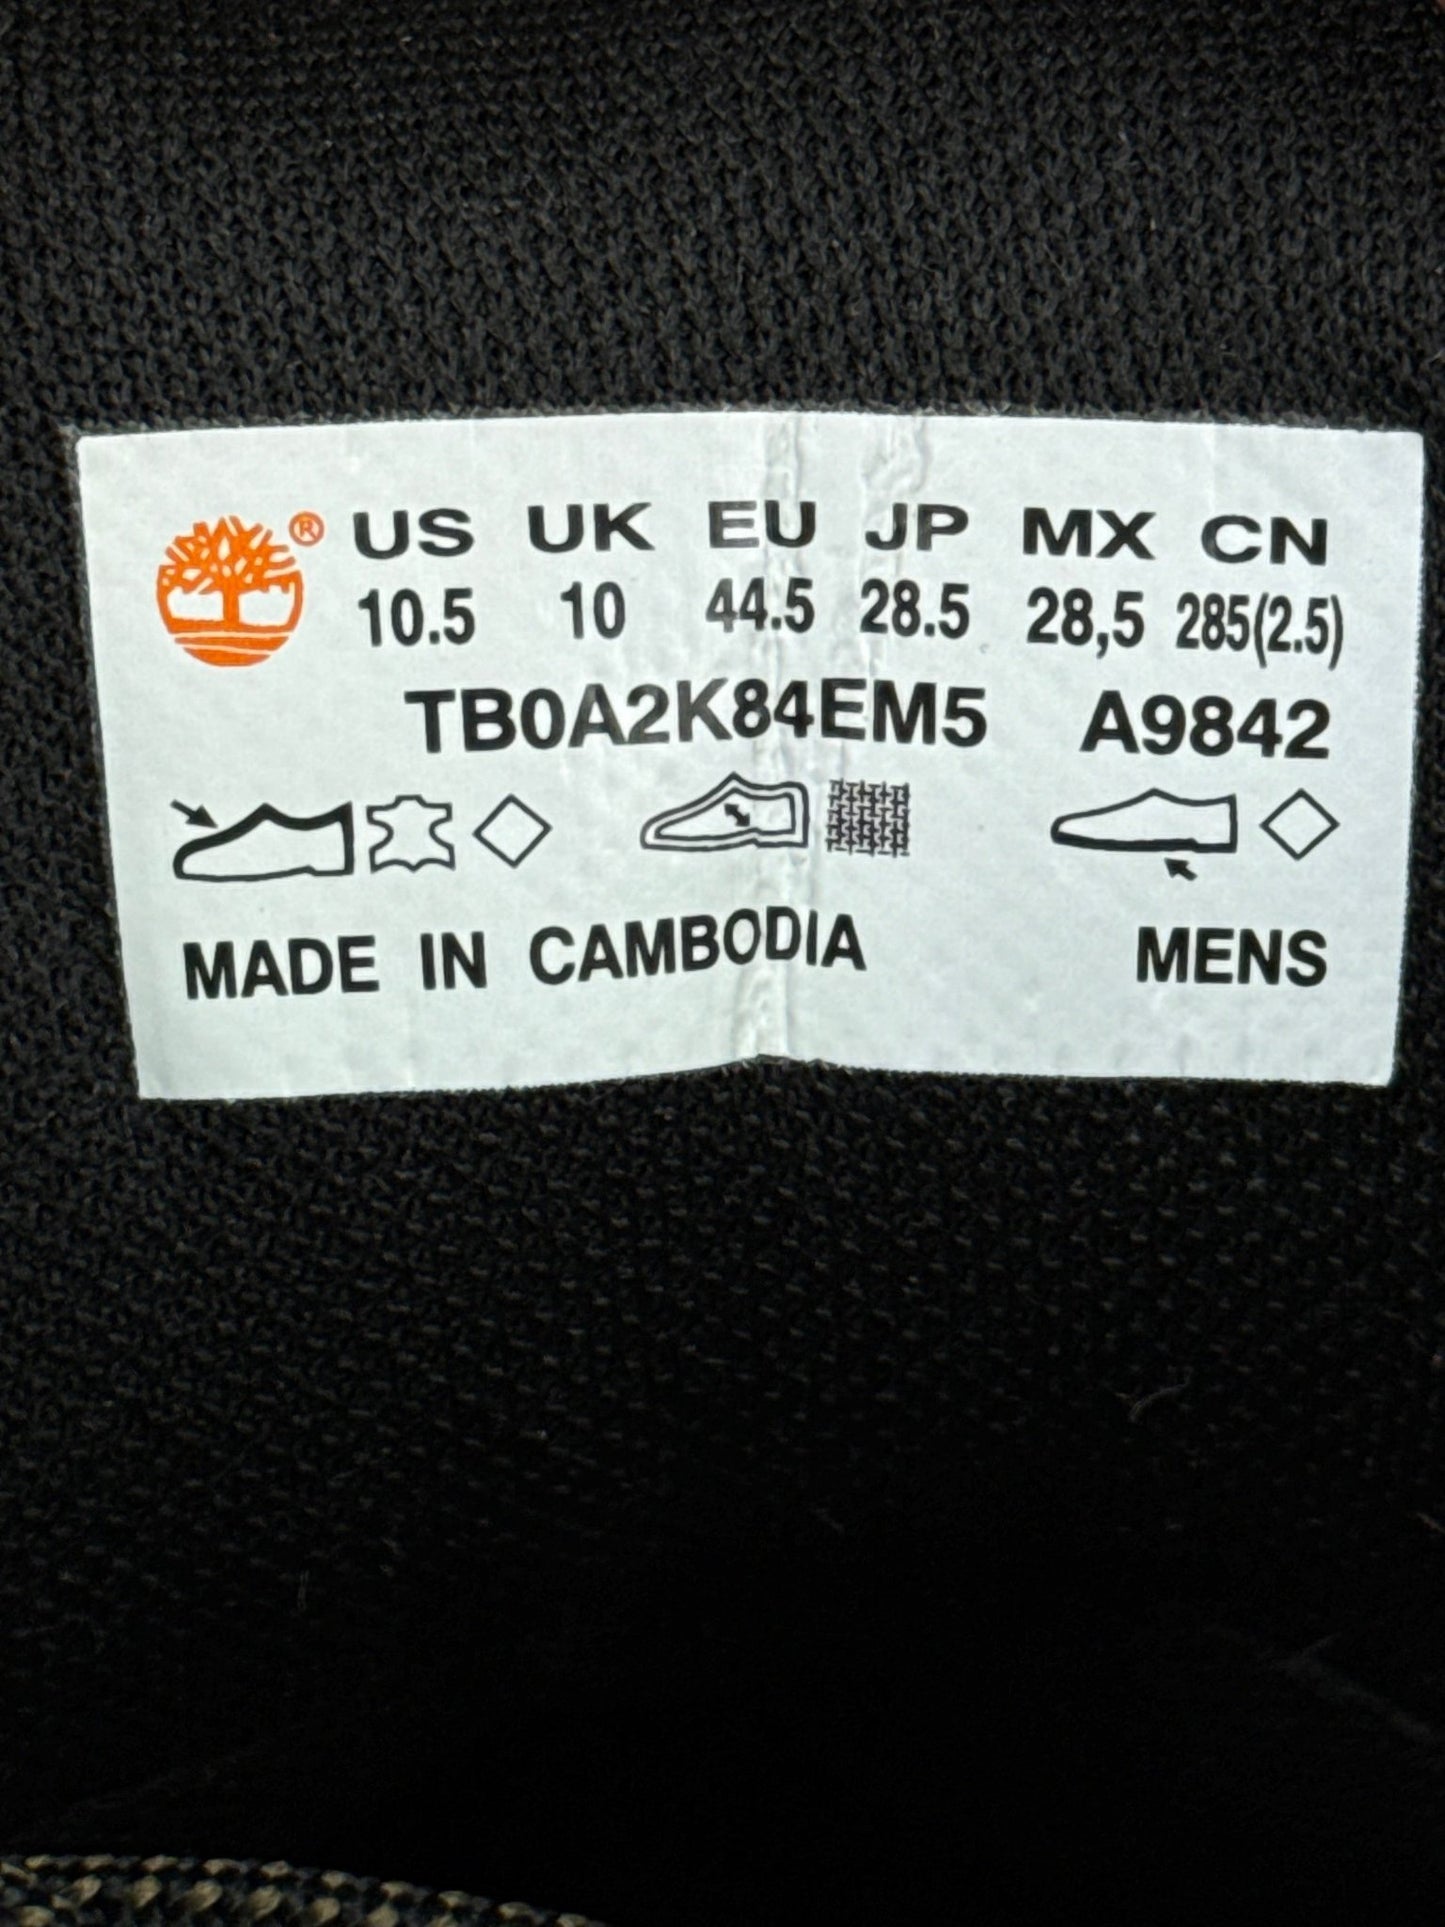 ® US UK EU JP MX CN
10.5 10 44.5 28.5 28,5 285(2.5)
TB0A2K84EM5 A9842
MADE IN CAMBODIA MENS